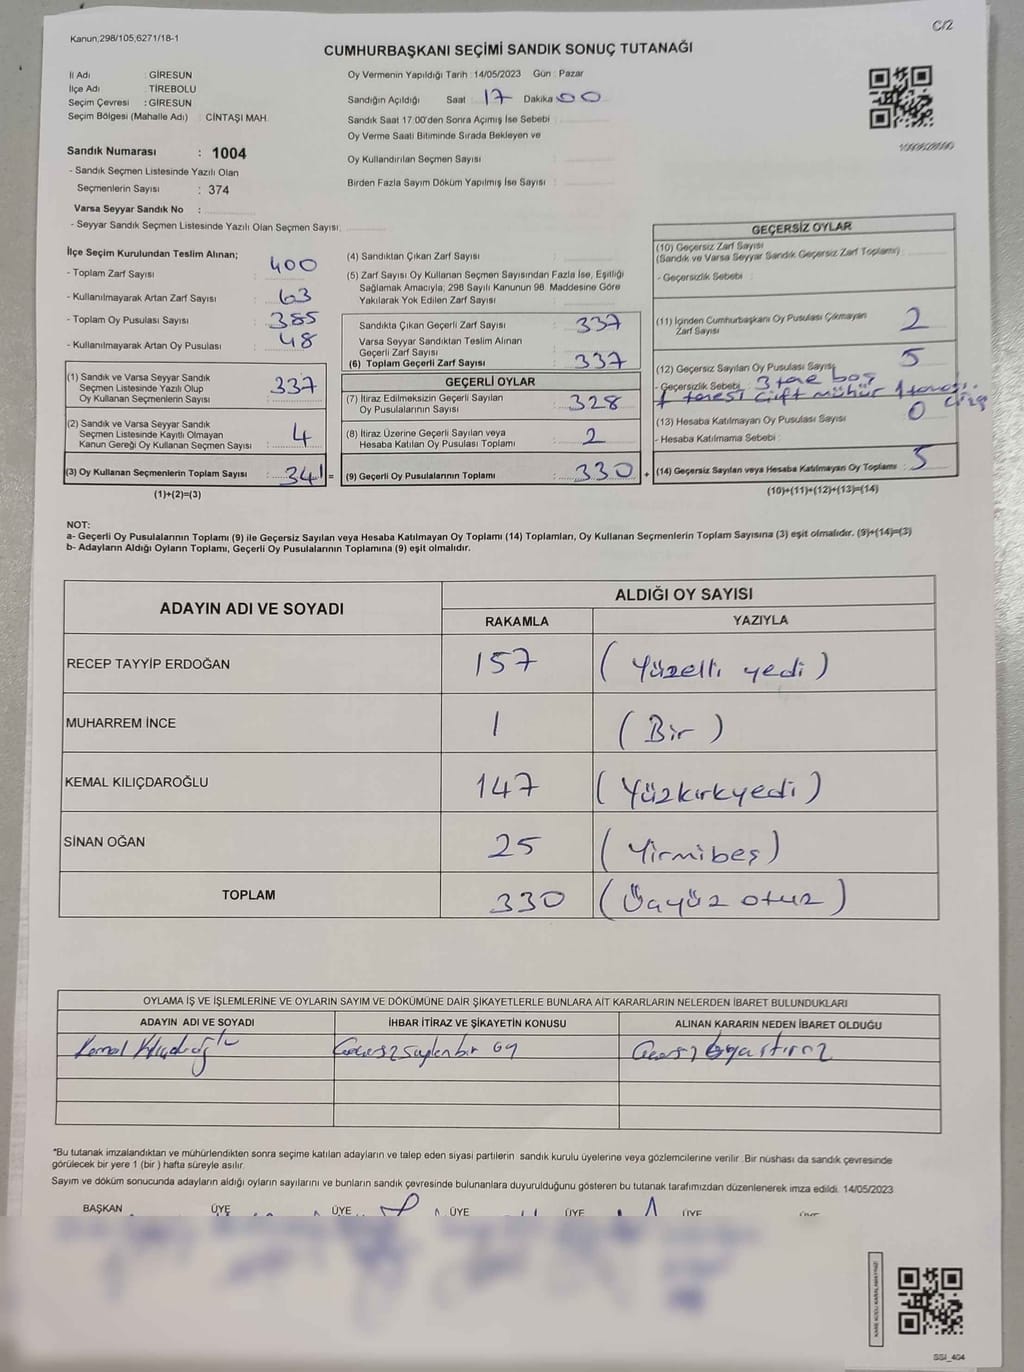 Kanun,298/105,6271/18-1
C/2
CUMHURBAŞKANI SEÇİMİ SANDIK SONUÇ TUTANAĞI
İl Adı : GİRESUN
İlçe Adı : TİREBOLU
Seçim Çevresi : GİRESUN
Seçim Bölgesi (Mahalle Adı) : CİNTAŞI MAH.
Sandık Numarası : 1004
- Sandık Seçmen Listesinde Yazılı Olan
Seçmenlerin Sayısı : 374
Varsa Seyyar Sandık No :
- Seyyar Sandık Seçmen Listesinde Yazılı Olan Seçmen Sayısı:
Oy Vermenin Yapıldığı Tarih : 14/05/2023 Gün : Pazar
Sandığın Açıldığı Saat : 17 Dakika 00
Sandık Saat 17:00'den Sonra Açımış İse Sebebi :
Oy Verme Saati Bitiminde Sırada Bekleyen ve
Oy Kullandırılan Seçmen Sayısı :
Birden Fazla Sayım Döküm Yapılmış İse Sayısı :
İlçe Seçim Kurulundan Teslim Alınan;
- Toplam Zarf Sayısı : 400
- Kullanılmayarak Artan Zarf Sayısı : 63
- Toplam Oy Pusulası Sayısı : 385
- Kullanılmayarak Artan Oy Pusulası : 48
(1) Sandık ve Varsa Seyyar Sandık
Seçmen Listesinde Yazılı Olup
Oy Kullanan Seçmenlerin Sayısı : 337
(2) Sandık ve Varsa Seyyar Sandık
Seçmen Listesinde Kayıtlı Olmayan
Kanun Gereği Oy Kullanan Seçmen Sayısı : 4
(3) Oy Kullanan Seçmenlerin Toplam Sayısı : 341 =
(1)+(2)=(3)
(4) Sandıktan Çıkan Zarf Sayısı :
(5) Zarf Sayısı Oy Kullanan Seçmen Sayısından Fazla İse, Eşitliği
Sağlamak Amacıyla, 298 Sayılı Kanunun 98. Maddesine Göre
Yakılarak Yok Edilen Zarf Sayısı :
Sandıkta Çıkan Geçerli Zarf Sayısı : 337
Varsa Seyyar Sandıktan Teslim Alınan
Geçerli Zarf Sayısı :
(6) Toplam Geçerli Zarf Sayısı : 337
GEÇERLİ OYLAR
(7) İtiraz Edilmeksizin Geçerli Sayılan
Oy Pusulalarının Sayısı : 328
(8) İtiraz Üzerine Geçerli Sayılan veya
Hesaba Katılan Oy Pusulası Toplamı : 2
(9) Geçerli Oy Pusulalarının Toplamı : 330 +
GEÇERSİZ OYLAR
(10) Geçersiz Zarf Sayısı
(Sandık ve Varsa Seyyar Sandık Geçersiz Zarf Toplamı) :
- Geçersizlik Sebebi :
(11) İçinden Cumhurbaşkanı Oy Pusulası Çıkmayan
Zarf Sayısı : 2
(12) Geçersiz Sayılan Oy Pusulası Sayısı : 5
- Geçersizlik Sebebi : 3 tane boş
1 tanesi çift mühür 1 tanesi
çizgi
(13) Hesaba Katılmayan Oy Pusulası Sayısı : 0
- Hesaba Katılmama Sebebi :
(14) Geçersiz Sayılan veya Hesaba Katılmayan Oy Toplamı : 5
(10)+(11)+(12)+(13)=(14)
NOT:
a- Geçerli Oy Pusulalarının Toplamı (9) ile Geçersiz Sayılan veya Hesaba Katılmayan Oy Toplamı (14) Toplamları, Oy Kullanan Seçmenlerin Toplam Sayısına (3) eşit olmalıdır. (9)+(14)=(3)
b- Adayların Aldığı Oyların Toplamı, Geçerli Oy Pusulalarının Toplamına (9) eşit olmalıdır.
ADAYIN ADI VE SOYADI ALDIĞI OY SAYISI
RAKAMLA YAZIYLA
RECEP TAYYİP ERDOĞAN 157 ( Yüzelli yedi )
MUHARREM İNCE 1 ( Bir )
KEMAL KILIÇDAROĞLU 147 ( Yüzkırkyedi )
SİNAN OĞAN 25 ( Yirmibeş )
TOPLAM 330 ( Üçyüz otuz )
OYLAMA İŞ VE İŞLEMLERİNE VE OYLARIN SAYIM VE DÖKÜMÜNE DAİR ŞİKAYETLERLE BUNLARA AİT KARARLARIN NELERDEN İBARET BULUNDUKLARI
ADAYIN ADI VE SOYADI İHBAR İTİRAZ VE ŞİKAYETİN KONUSU ALINAN KARARIN NEDEN İBARET OLDUĞU
Kemal Kılıçdaroğlu
*Bu tutanak imzalandıktan ve mühürlendikten sonra seçime katılan adayların ve talep eden siyasi partilerin sandık kurulu üyelerine veya gözlemcilerine verilir. Bir nüshası da sandık çevresinde
görülecek bir yere 1 (bir ) hafta süreyle asılır.
Sayım ve döküm sonucunda adayların aldığı oyların sayılarını ve bunların sandık çevresinde bulunanlara duyurulduğunu gösteren bu tutanak tarafımızdan düzenlenerek imza edildi. 14/05/2023
BAŞKAN ÜYE ÜYE ÜYE ÜYE ÜYE